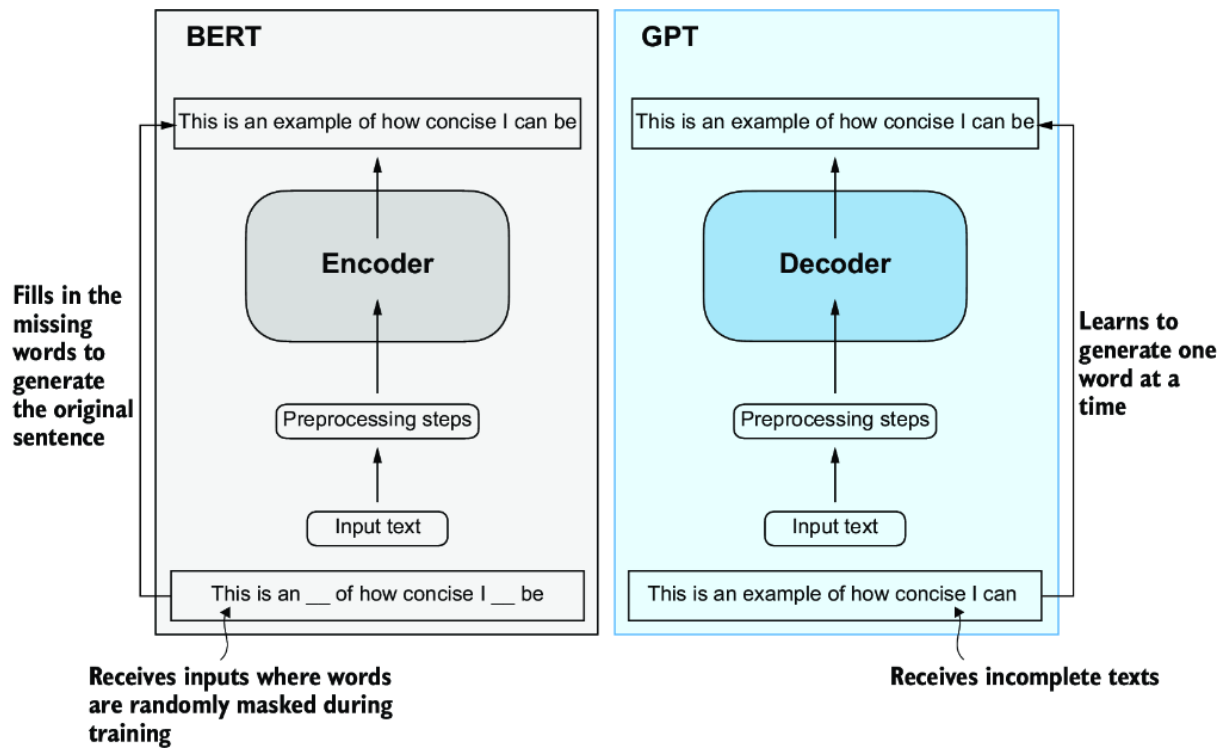 BERT
This is an example of how concise I can be
Encoder
Fills in the
missing
words to
generate
the original
sentence
Preprocessing steps
Input text
This is an __ of how concise I __ be
Receives inputs where words
are randomly masked during
training
GPT
This is an example of how concise I can be
Decoder
Learns to
generate one
word at a
time
Preprocessing steps
Input text
This is an example of how concise I can
Receives incomplete texts